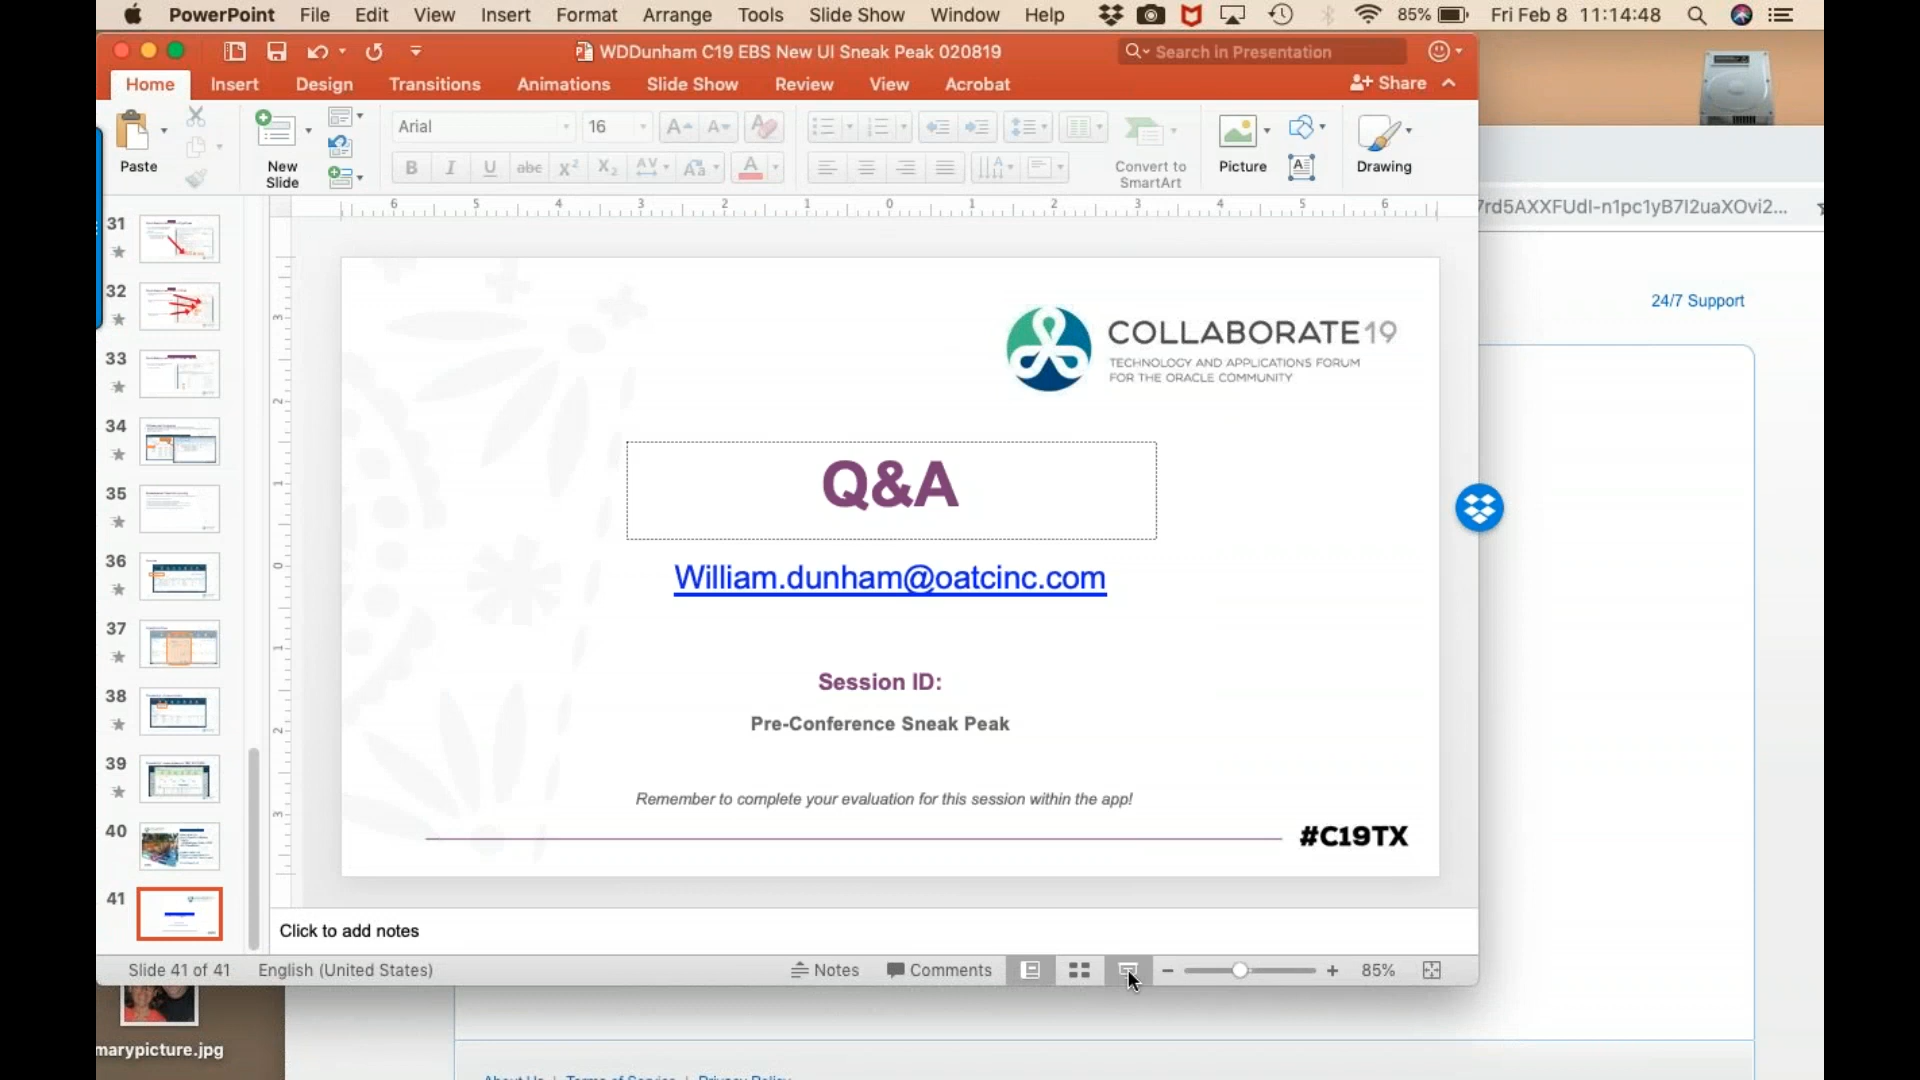 PowerPoint File Edit View Insert Format Arrange Tools Slide Show Window Help 85% Fri Feb 8 11:14:48
WDDunham C19 EBS New UI Sneak Peak 020819
Search in Presentation
Home Insert Design Transitions Animations Slide Show Review View Acrobat
Share
Paste
New
Slide
Arial 16
Convert to
SmartArt
Picture
Drawing
7rd5AXXFUdI-n1pc1yB7I2uaXOvi2...
24/7 Support
31
32
33
34
35
36
37
38
39
40
41
COLLABORATE19
TECHNOLOGY AND APPLICATIONS FORUM
FOR THE ORACLE COMMUNITY
Q&A
William.dunham@oatcinc.com
Session ID:
Pre-Conference Sneak Peak
Remember to complete your evaluation for this session within the app!
#C19TX
Click to add notes
Slide 41 of 41 English (United States) Notes Comments 85%
marypicture.jpg